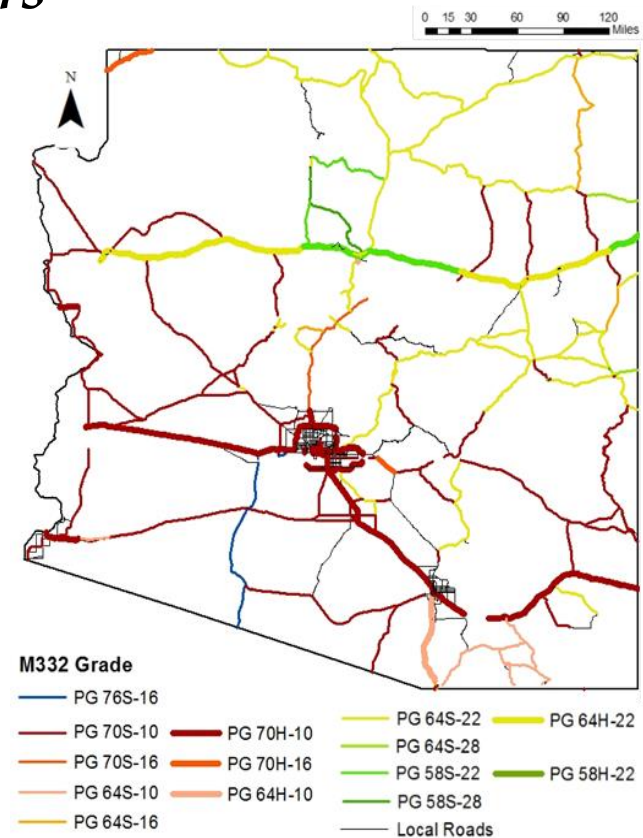 0 15 30 60 90 120
Miles
N
M332 Grade
PG 76S-16
PG 70S-10
PG 70S-16
PG 64S-10
PG 64S-16
PG 70H-10
PG 70H-16
PG 64H-10
PG 64S-22
PG 64S-28
PG 58S-22
PG 58S-28
Local Roads
PG 64H-22
PG 58H-22